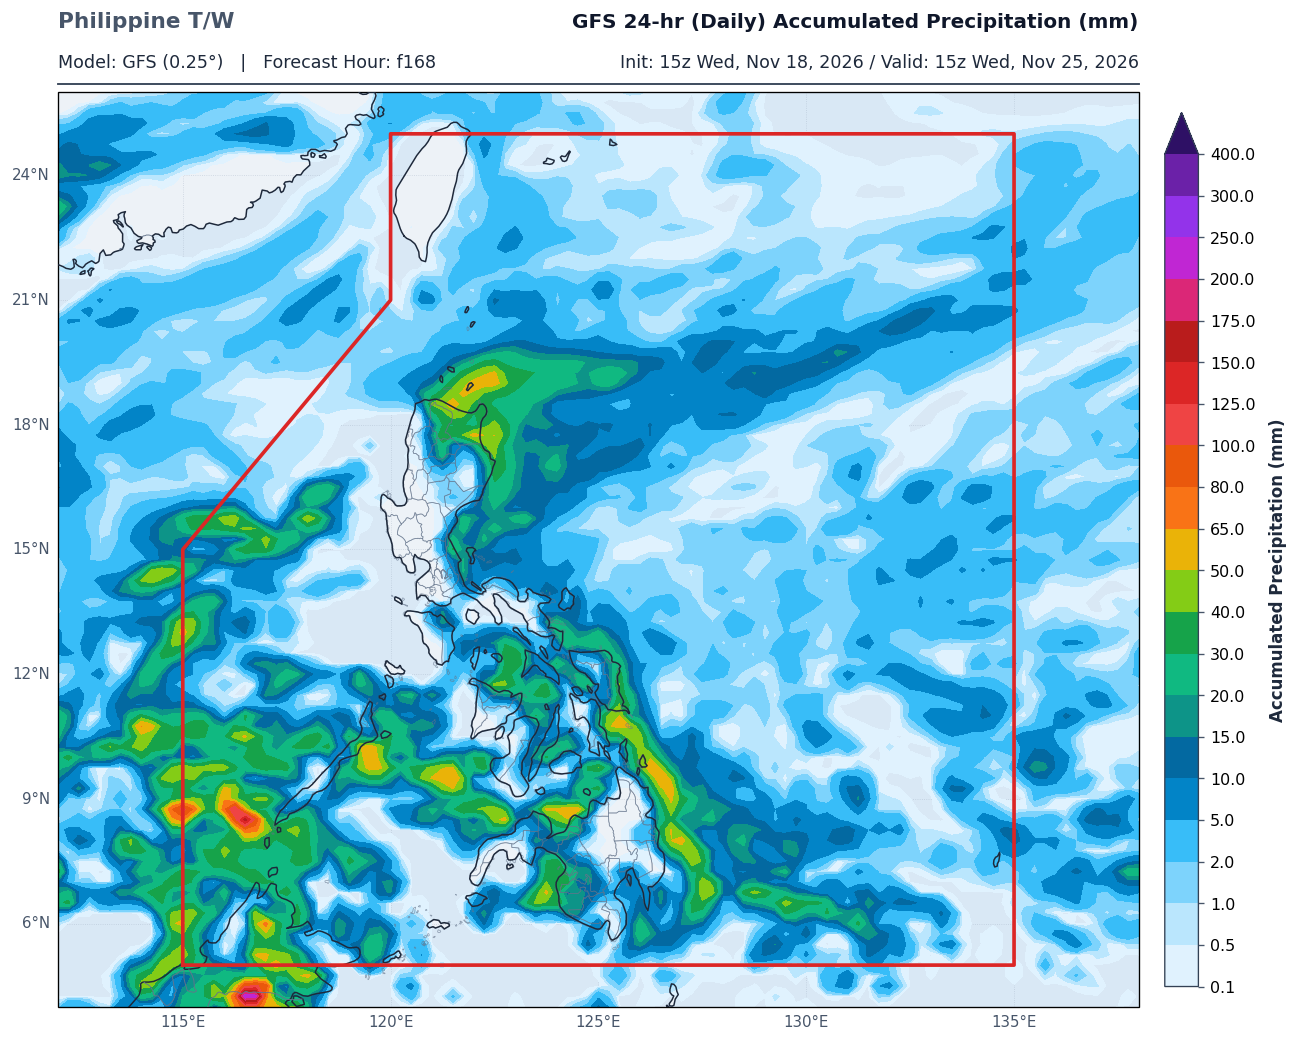 Philippine T/W
GFS 24-hr (Daily) Accumulated Precipitation (mm)
Model: GFS (0.25°) | Forecast Hour: f168
Init: 15z Wed, Nov 18, 2026 / Valid: 15z Wed, Nov 25, 2026
24°N
21°N
18°N
15°N
12°N
9°N
6°N
115°E
120°E
125°E
130°E
135°E
400.0
300.0
250.0
200.0
175.0
150.0
125.0
100.0
80.0
65.0
50.0
40.0
30.0
20.0
15.0
10.0
5.0
2.0
1.0
0.5
0.1
Accumulated Precipitation (mm)